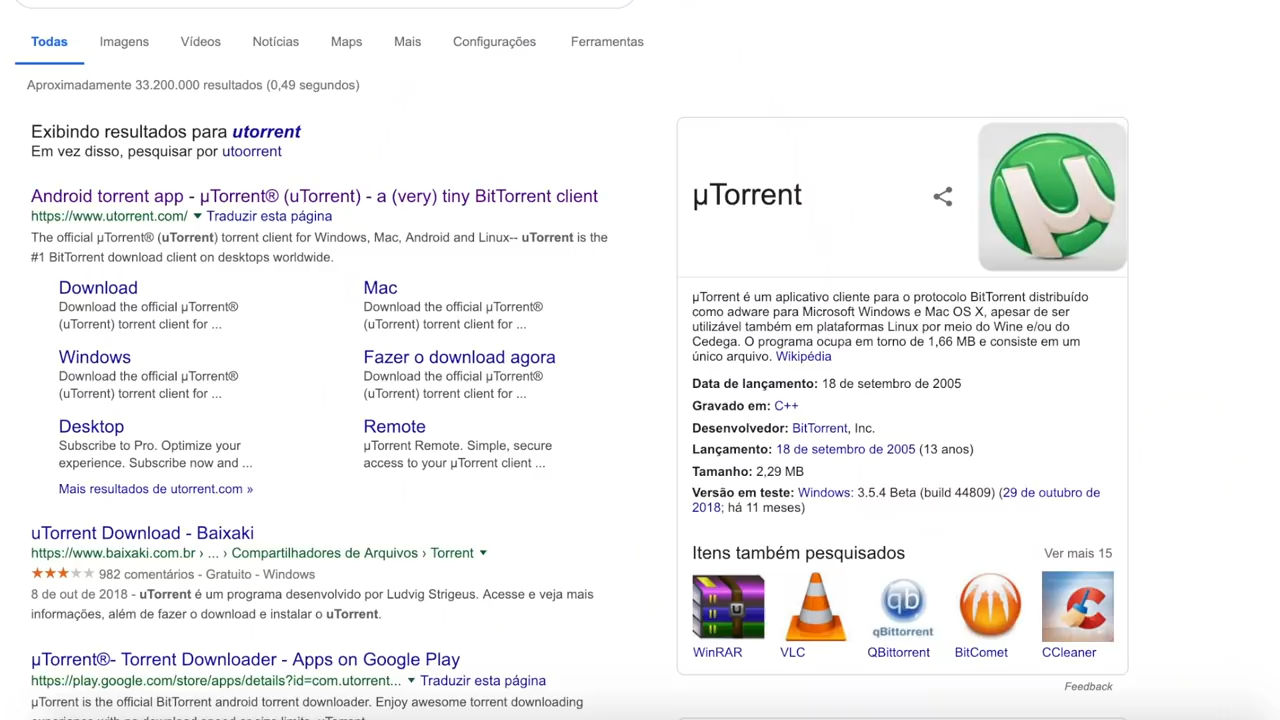 Todas Imagens Vídeos Notícias Maps Mais Configurações Ferramentas
Aproximadamente 33.200.000 resultados (0,49 segundos)
Exibindo resultados para utorrent
Em vez disso, pesquisar por utoorrent
Android torrent app - µTorrent® (uTorrent) - a (very) tiny BitTorrent client
https://www.utorrent.com/ Traduzir esta página
The official µTorrent® (uTorrent) torrent client for Windows, Mac, Android and Linux-- uTorrent is the
#1 BitTorrent download client on desktops worldwide.
Download
Download the official µTorrent®
(uTorrent) torrent client for ...
Mac
Download the official µTorrent®
(uTorrent) torrent client for ...
Windows
Download the official µTorrent®
(uTorrent) torrent client for ...
Fazer o download agora
Download the official µTorrent®
(uTorrent) torrent client for ...
Desktop
Subscribe to Pro. Optimize your
experience. Subscribe now and ...
Remote
µTorrent Remote. Simple, secure
access to your µTorrent client ...
Mais resultados de utorrent.com »
uTorrent Download - Baixaki
https://www.baixaki.com.br › ... › Compartilhadores de Arquivos › Torrent
982 comentários - Gratuito - Windows
8 de out de 2018 - uTorrent é um programa desenvolvido por Ludvig Strigeus. Acesse e veja mais
informações, além de fazer o download e instalar o uTorrent.
µTorrent®- Torrent Downloader - Apps on Google Play
https://play.google.com/store/apps/details?id=com.utorrent... Traduzir esta página
µTorrent is the official BitTorrent android torrent downloader. Enjoy awesome torrent downloading
µTorrent
µ
µTorrent é um aplicativo cliente para o protocolo BitTorrent distribuído
como adware para Microsoft Windows e Mac OS X, apesar de ser
utilizável também em plataformas Linux por meio do Wine e/ou do
Cedega. O programa ocupa em torno de 1,66 MB e consiste em um
único arquivo. Wikipédia
Data de lançamento: 18 de setembro de 2005
Gravado em: C++
Desenvolvedor: BitTorrent, Inc.
Lançamento: 18 de setembro de 2005 (13 anos)
Tamanho: 2,29 MB
Versão em teste: Windows: 3.5.4 Beta (build 44809) (29 de outubro de
2018; há 11 meses)
Itens também pesquisados Ver mais 15
qb
qBittorrent
WinRAR VLC QBittorrent BitComet CCleaner
Feedback